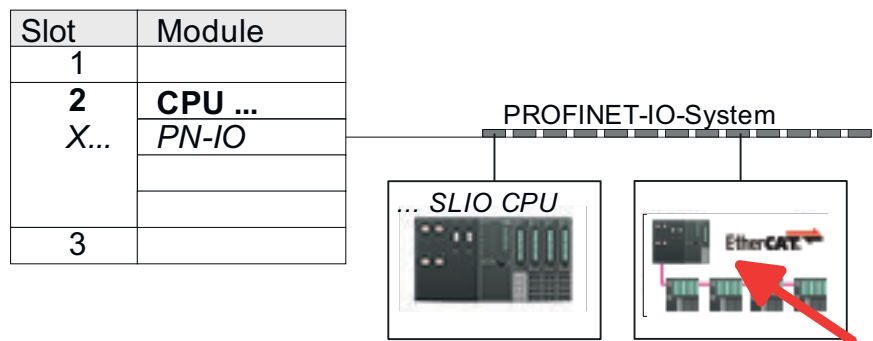 Slot Module
1
2 CPU ...
X... PN-IO
3
PROFINET-IO-System
... SLIO CPU
EtherCAT